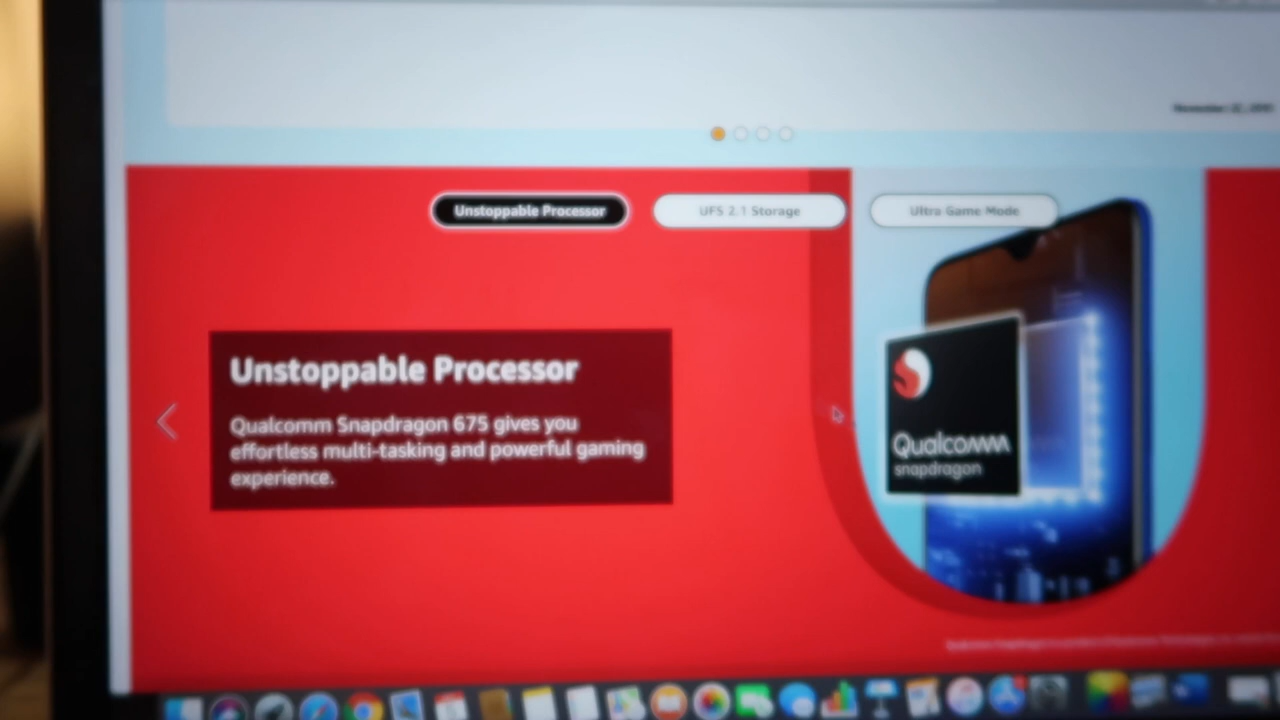 Unstoppable Processor
UFS 2.1 Storage
Ultra Game Mode
Unstoppable Processor
Qualcomm Snapdragon 675 gives you
effortless multi-tasking and powerful gaming
experience.
Qualcomm
snapdragon